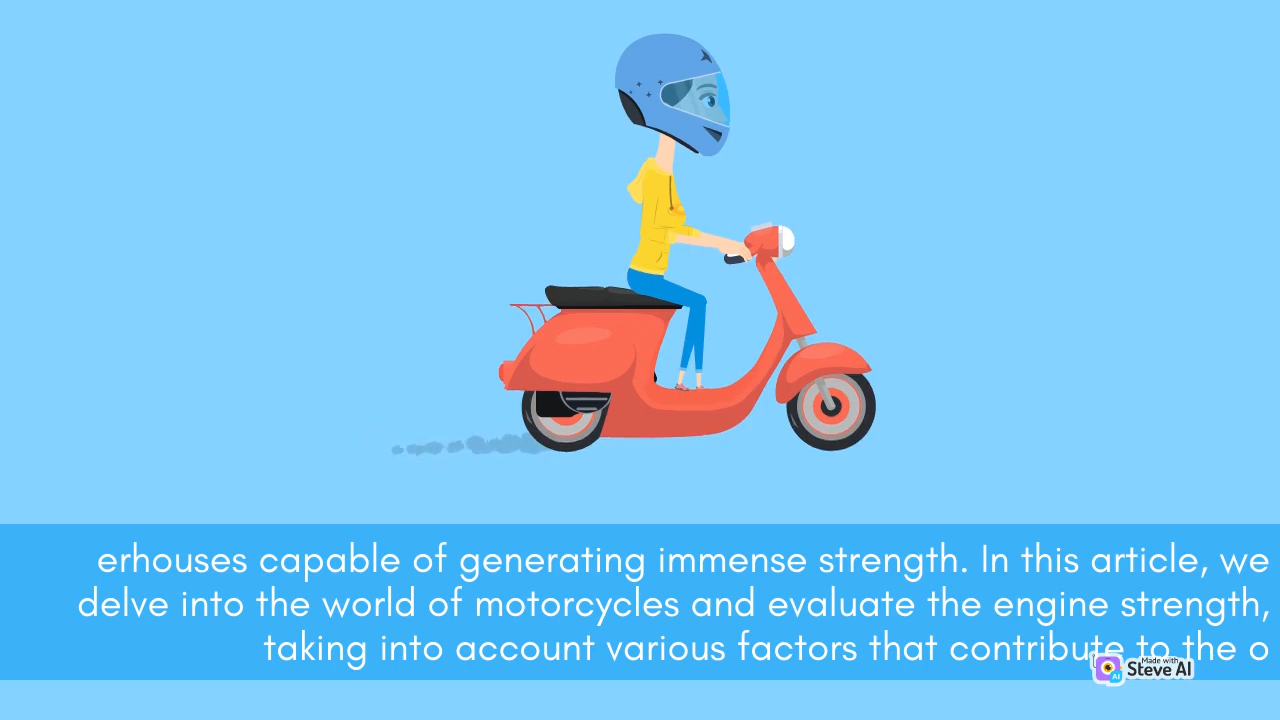 erhouses capable of generating immense strength. In this article, we
delve into the world of motorcycles and evaluate the engine strength,
taking into account various factors that contribute to the o
Made with
Steve AI
AI